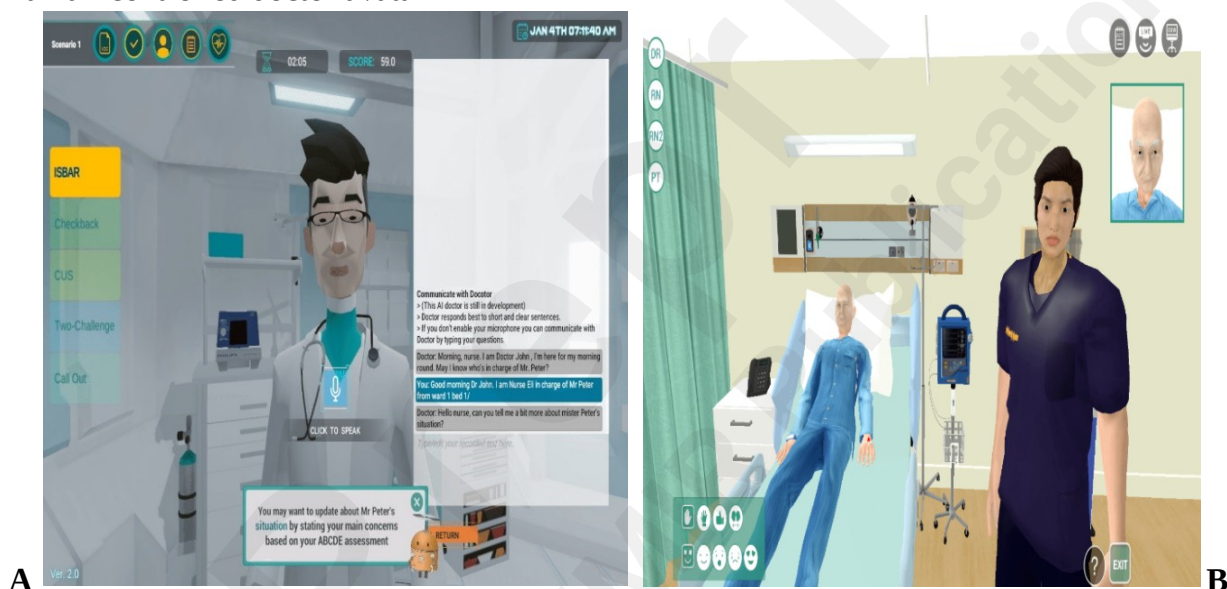 Scenario 1
02:05
SCORE: 59.0
JAN 4TH 07:11:40 AM
ISBAR
Checkback
CUS
Two-Challenge
Call Out
CLICK TO SPEAK
Communicate with Docotor
> (This AI doctor is still in development)
> Doctor responds best to short and clear sentences.
> If you don't enable your microphone you can communicate with
Doctor by typing your questions.
Doctor: Morning, nurse. I am Doctor John , I'm here for my morning
round. May I know who's in charge of Mr. Peter?
You: Good morning Dr John. I am Nurse Eli in charge of Mr Peter
from ward 1 bed 1/
Doctor: Hello nurse, can you tell me a bit more about mister Peter's
situation?
You may want to update about Mr Peter's
situation by stating your main concerns
based on your ABCDE assessment
RETURN
Ver. 2.0
A
DR
RN
RN2
PT
?
EXIT
B